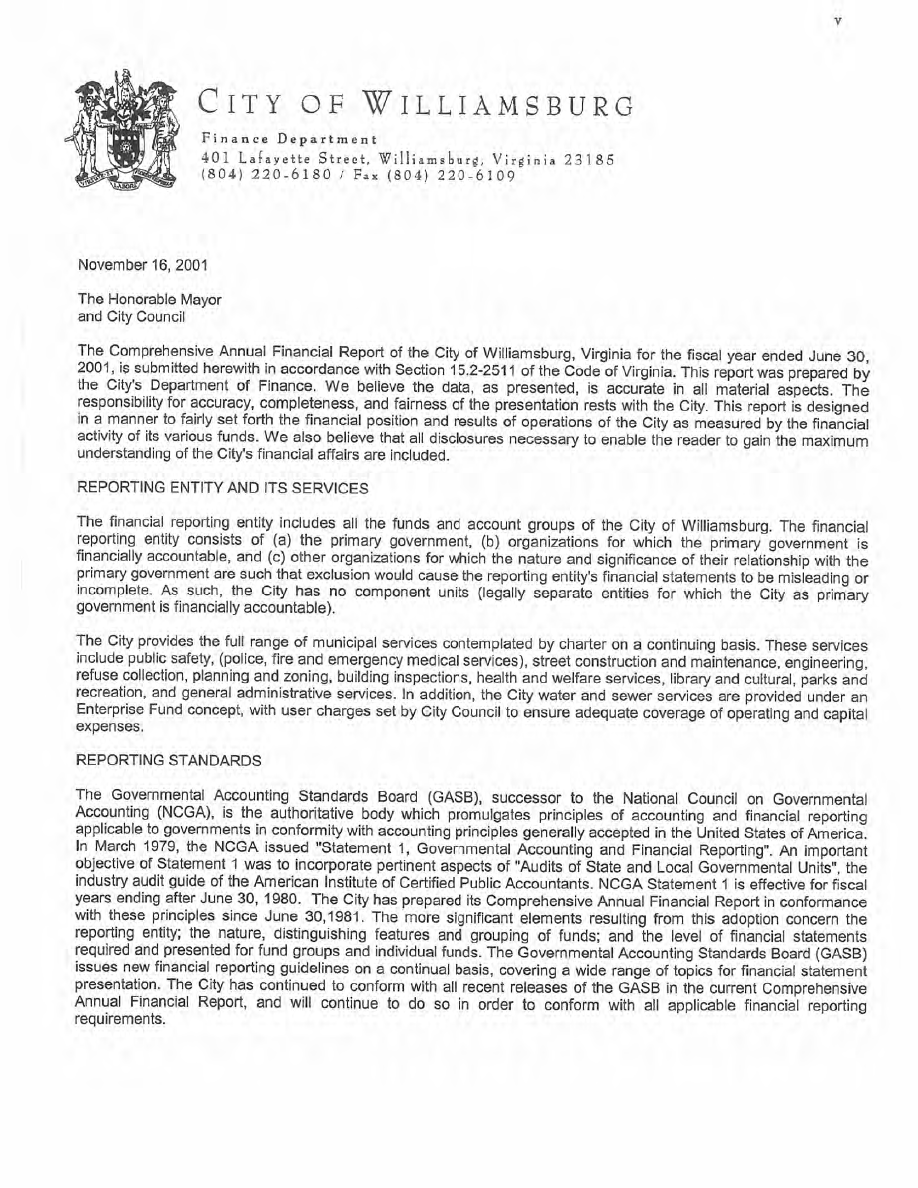 v
CITY OF WILLIAMSBURG
Finance Department
401 Lafayette Street, Williamsburg, Virginia 23185
(804) 220-6180 / Fax (804) 220-6109
November 16, 2001
The Honorable Mayor
and City Council
The Comprehensive Annual Financial Report of the City of Williamsburg, Virginia for the fiscal year ended June 30,
2001, is submitted herewith in accordance with Section 15.2-2511 of the Code of Virginia. This report was prepared by
the City's Department of Finance. We believe the data, as presented, is accurate in all material aspects. The
responsibility for accuracy, completeness, and fairness of the presentation rests with the City. This report is designed
in a manner to fairly set forth the financial position and results of operations of the City as measured by the financial
activity of its various funds. We also believe that all disclosures necessary to enable the reader to gain the maximum
understanding of the City's financial affairs are included.
REPORTING ENTITY AND ITS SERVICES
The financial reporting entity includes all the funds and account groups of the City of Williamsburg. The financial
reporting entity consists of (a) the primary government, (b) organizations for which the primary government is
financially accountable, and (c) other organizations for which the nature and significance of their relationship with the
primary government are such that exclusion would cause the reporting entity's financial statements to be misleading or
incomplete. As such, the City has no component units (legally separate entities for which the City as primary
government is financially accountable).
The City provides the full range of municipal services contemplated by charter on a continuing basis. These services
include public safety, (police, fire and emergency medical services), street construction and maintenance, engineering,
refuse collection, planning and zoning, building inspections, health and welfare services, library and cultural, parks and
recreation, and general administrative services. In addition, the City water and sewer services are provided under an
Enterprise Fund concept, with user charges set by City Council to ensure adequate coverage of operating and capital
expenses.
REPORTING STANDARDS
The Governmental Accounting Standards Board (GASB), successor to the National Council on Governmental
Accounting (NCGA), is the authoritative body which promulgates principles of accounting and financial reporting
applicable to governments in conformity with accounting principles generally accepted in the United States of America.
In March 1979, the NCGA issued "Statement 1, Governmental Accounting and Financial Reporting". An important
objective of Statement 1 was to incorporate pertinent aspects of "Audits of State and Local Governmental Units", the
industry audit guide of the American Institute of Certified Public Accountants. NCGA Statement 1 is effective for fiscal
years ending after June 30, 1980. The City has prepared its Comprehensive Annual Financial Report in conformance
with these principles since June 30,1981. The more significant elements resulting from this adoption concern the
reporting entity; the nature, distinguishing features and grouping of funds; and the level of financial statements
required and presented for fund groups and individual funds. The Governmental Accounting Standards Board (GASB)
issues new financial reporting guidelines on a continual basis, covering a wide range of topics for financial statement
presentation. The City has continued to conform with all recent releases of the GASB in the current Comprehensive
Annual Financial Report, and will continue to do so in order to conform with all applicable financial reporting
requirements.